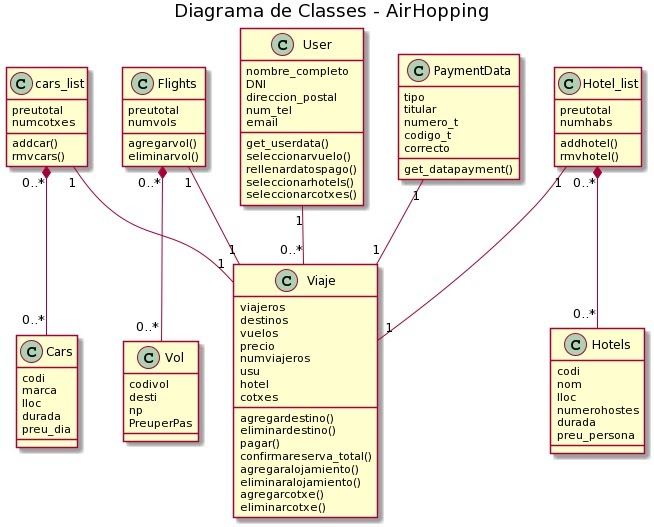 Diagrama de Classes - AirHopping
C User
nombre_completo
DNI
direccion_postal
num_tel
email
get_userdata()
seleccionarvuelo()
rellenardatospago()
seleccionarhotels()
seleccionarcotxes()
C cars_list
preutotal
numcotxes
addcar()
rmvcars()
C Flights
preutotal
numvols
agregarvol()
eliminarvol()
C PaymentData
tipo
titular
numero_t
codigo_t
correcto
get_datapayment()
C Hotel_list
preutotal
numhabs
addhotel()
rmvhotel()
0..*
1
0..*
1
1
1
1
0..*
1
1
0..*
1
1
0..*
0..*
0..*
C Cars
codi
marca
lloc
durada
preu_dia
C Vol
codivol
desti
np
PreuperPas
C Viaje
viajeros
destinos
vuelos
precio
numviajeros
usu
hotel
cotxes
agregardestino()
eliminardestino()
pagar()
confirmareserva_total()
agregaralojamiento()
eliminaralojamiento()
agregarcotxe()
eliminarcotxe()
C Hotels
codi
nom
lloc
numerohostes
durada
preu_persona